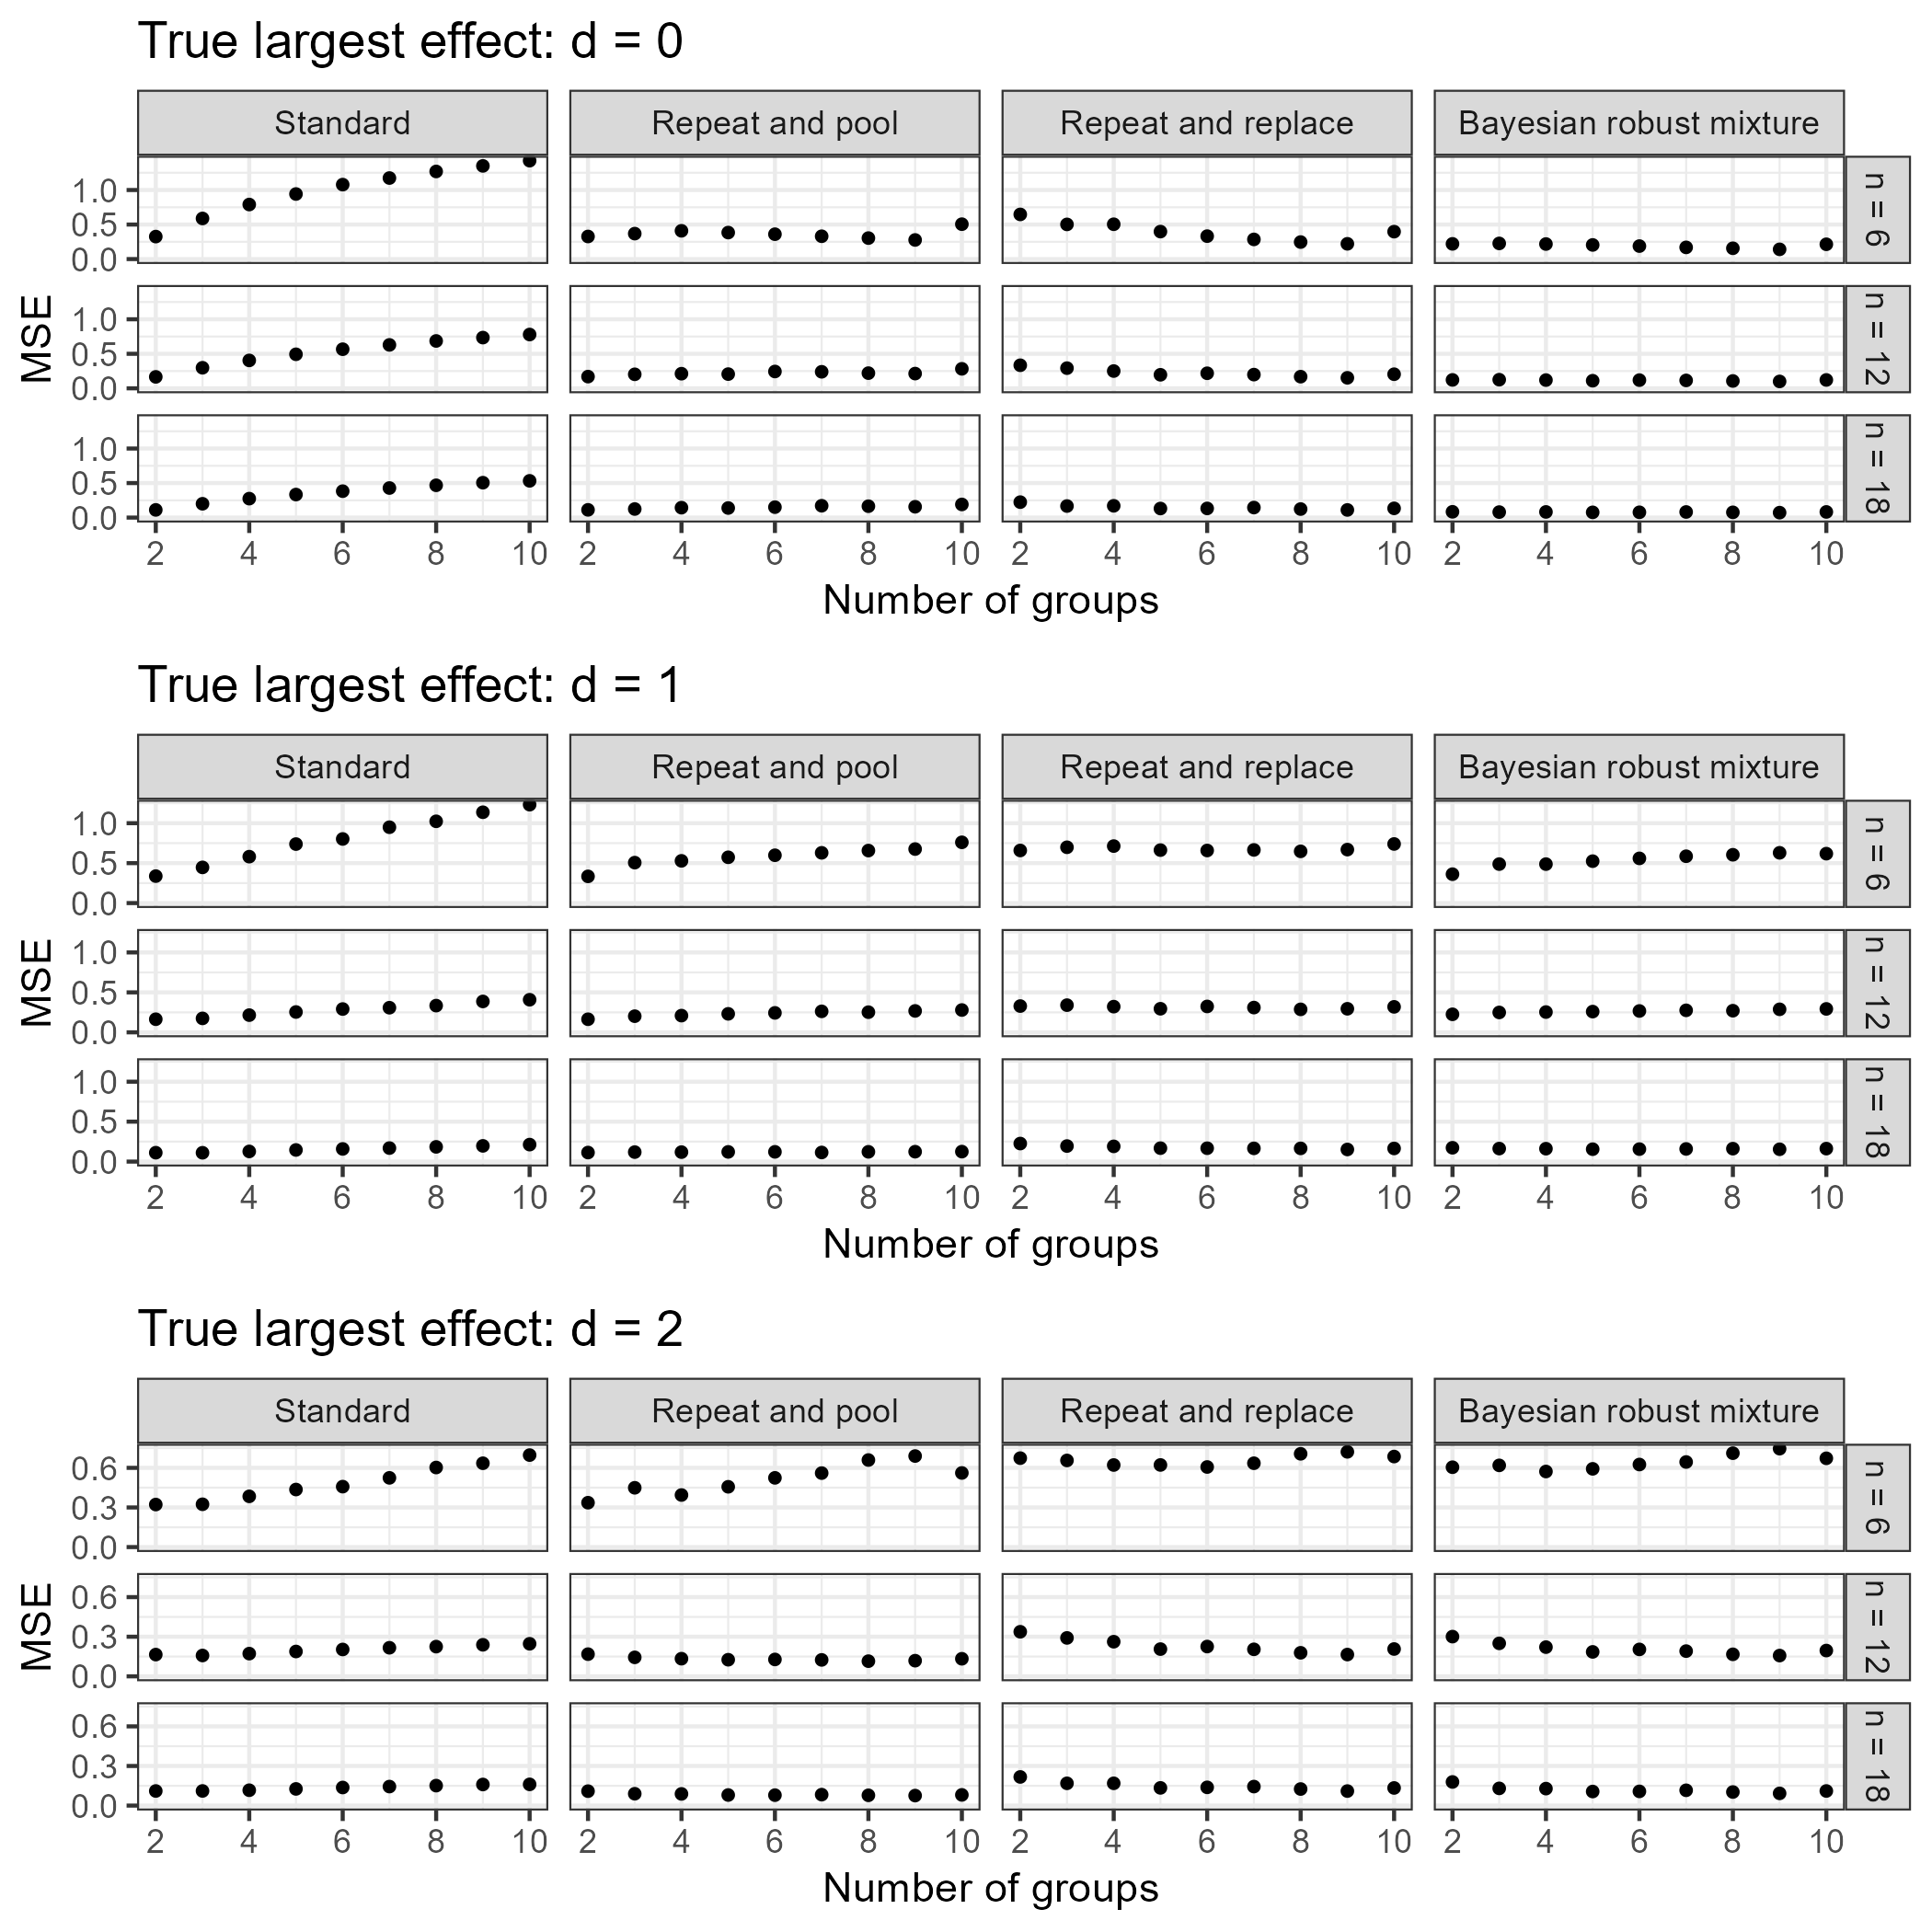 True largest effect: d = 0
Standard Repeat and pool Repeat and replace Bayesian robust mixture
1.0
0.5
0.0
n = 6
MSE
1.0
0.5
0.0
n = 12
1.0
0.5
0.0
n = 18
2 4 6 8 10 2 4 6 8 10 2 4 6 8 10 2 4 6 8 10
Number of groups
True largest effect: d = 1
Standard Repeat and pool Repeat and replace Bayesian robust mixture
1.0
0.5
0.0
n = 6
MSE
1.0
0.5
0.0
n = 12
1.0
0.5
0.0
n = 18
2 4 6 8 10 2 4 6 8 10 2 4 6 8 10 2 4 6 8 10
Number of groups
True largest effect: d = 2
Standard Repeat and pool Repeat and replace Bayesian robust mixture
0.6
0.3
0.0
n = 6
MSE
0.6
0.3
0.0
n = 12
0.6
0.3
0.0
n = 18
2 4 6 8 10 2 4 6 8 10 2 4 6 8 10 2 4 6 8 10
Number of groups